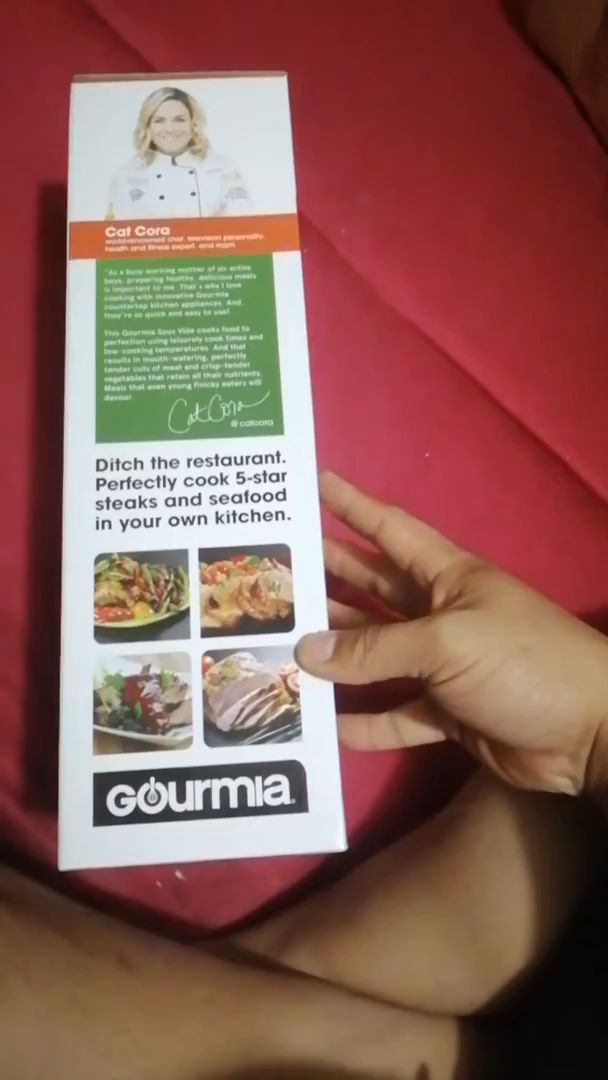 Cat Cora
world-renowned chef, television personality,
health and fitness expert, and mom
"As a busy working mother of six active
boys, preparing healthy, delicious meals
is important to me. That's why I love
cooking with innovative Gourmia
countertop kitchen appliances. And,
they're so quick and easy to use!
This Gourmia Sous Vide cooks food to
perfection using leisurely cook times and
low-cooking temperatures. And that
results in mouth-watering, perfectly
tender cuts of meat and crisp-tender
vegetables that retain all their nutrients.
Meals that even young finicky eaters will
devour.
Cat Cora
@catcora
Ditch the restaurant.
Perfectly cook 5-star
steaks and seafood
in your own kitchen.
Gourmia